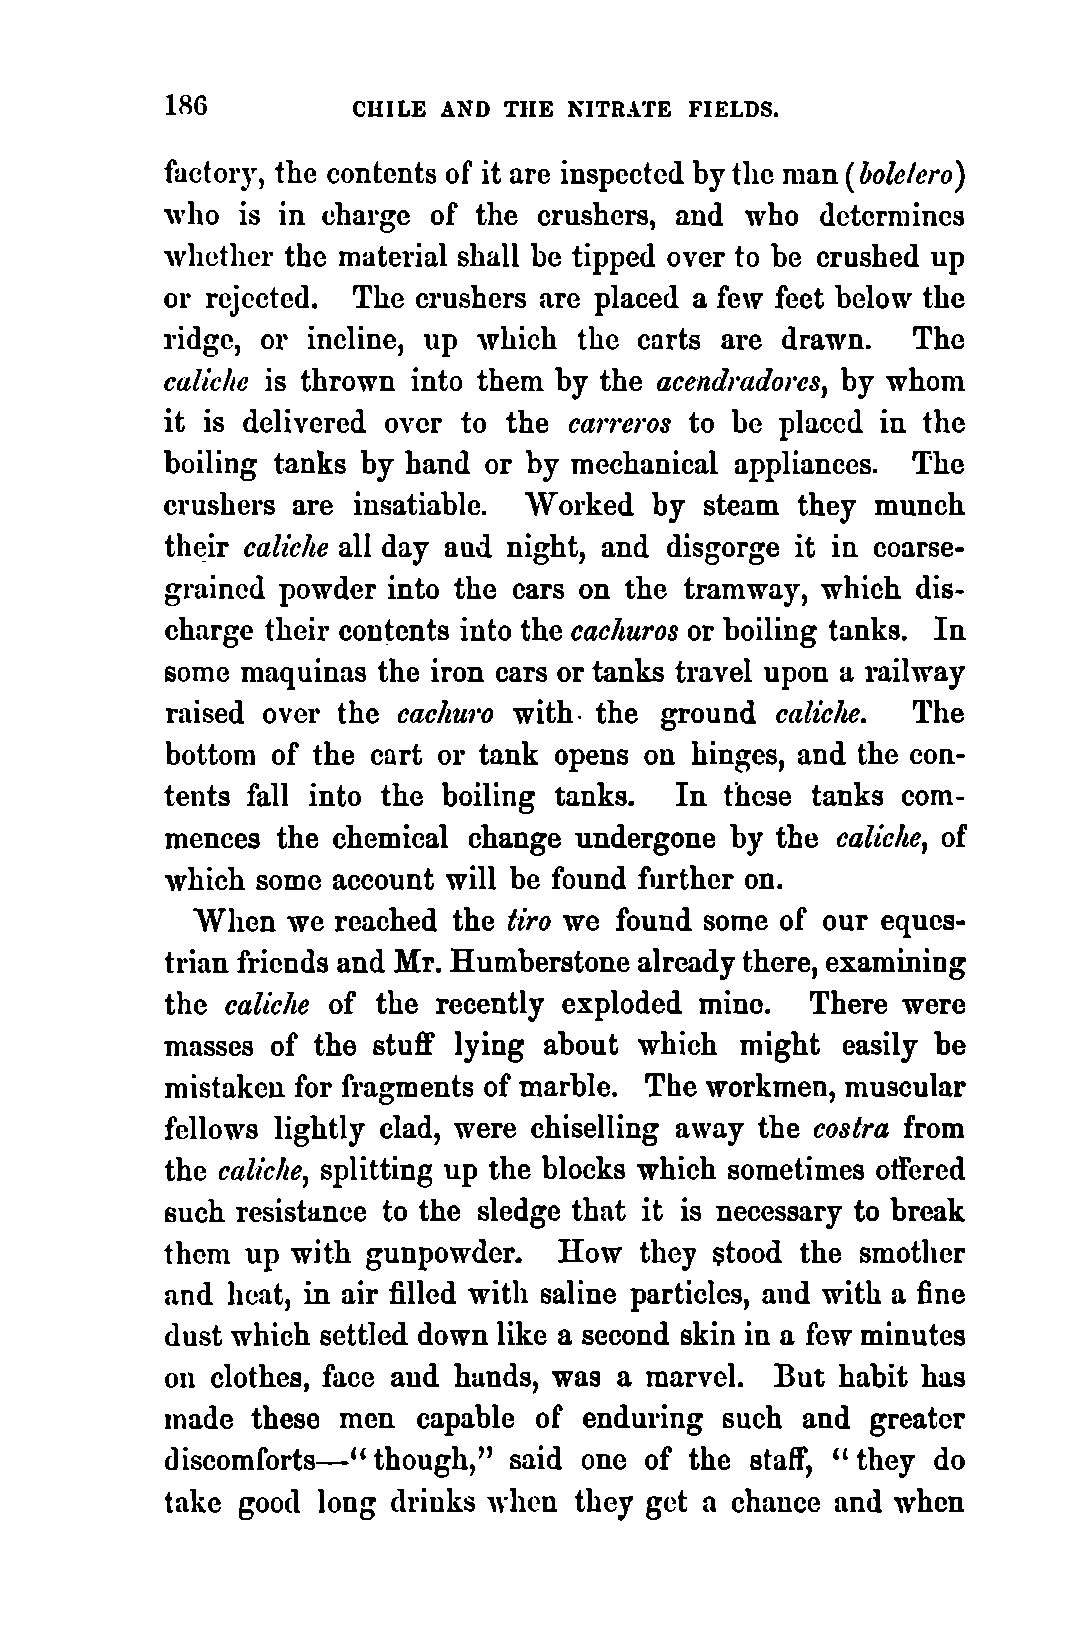 186 CHILE AND THE NITRATE FIELDS.
factory, the contents of it are inspected by the man (boletero)
who is in charge of the crushers, and who determines
whether the material shall be tipped over to be crushed up
or rejected. The crushers are placed a few feet below the
ridge, or incline, up which the carts are drawn. The
caliche is thrown into them by the acendradores, by whom
it is delivered over to the carreros to be placed in the
boiling tanks by hand or by mechanical appliances. The
crushers are insatiable. Worked by steam they munch
their caliche all day and night, and disgorge it in coarse-
grained powder into the cars on the tramway, which dis-
charge their contents into the cachuros or boiling tanks. In
some maquinas the iron cars or tanks travel upon a railway
raised over the cachuro with the ground caliche. The
bottom of the cart or tank opens on hinges, and the con-
tents fall into the boiling tanks. In these tanks com-
mences the chemical change undergone by the caliche, of
which some account will be found further on.
When we reached the tiro we found some of our eques-
trian friends and Mr. Humberstone already there, examining
the caliche of the recently exploded mine. There were
masses of the stuff lying about which might easily be
mistaken for fragments of marble. The workmen, muscular
fellows lightly clad, were chiselling away the costra from
the caliche, splitting up the blocks which sometimes offered
such resistance to the sledge that it is necessary to break
them up with gunpowder. How they stood the smother
and heat, in air filled with saline particles, and with a fine
dust which settled down like a second skin in a few minutes
on clothes, face and hands, was a marvel. But habit has
made these men capable of enduring such and greater
discomforts—"though," said one of the staff, "they do
take good long drinks when they get a chance and when